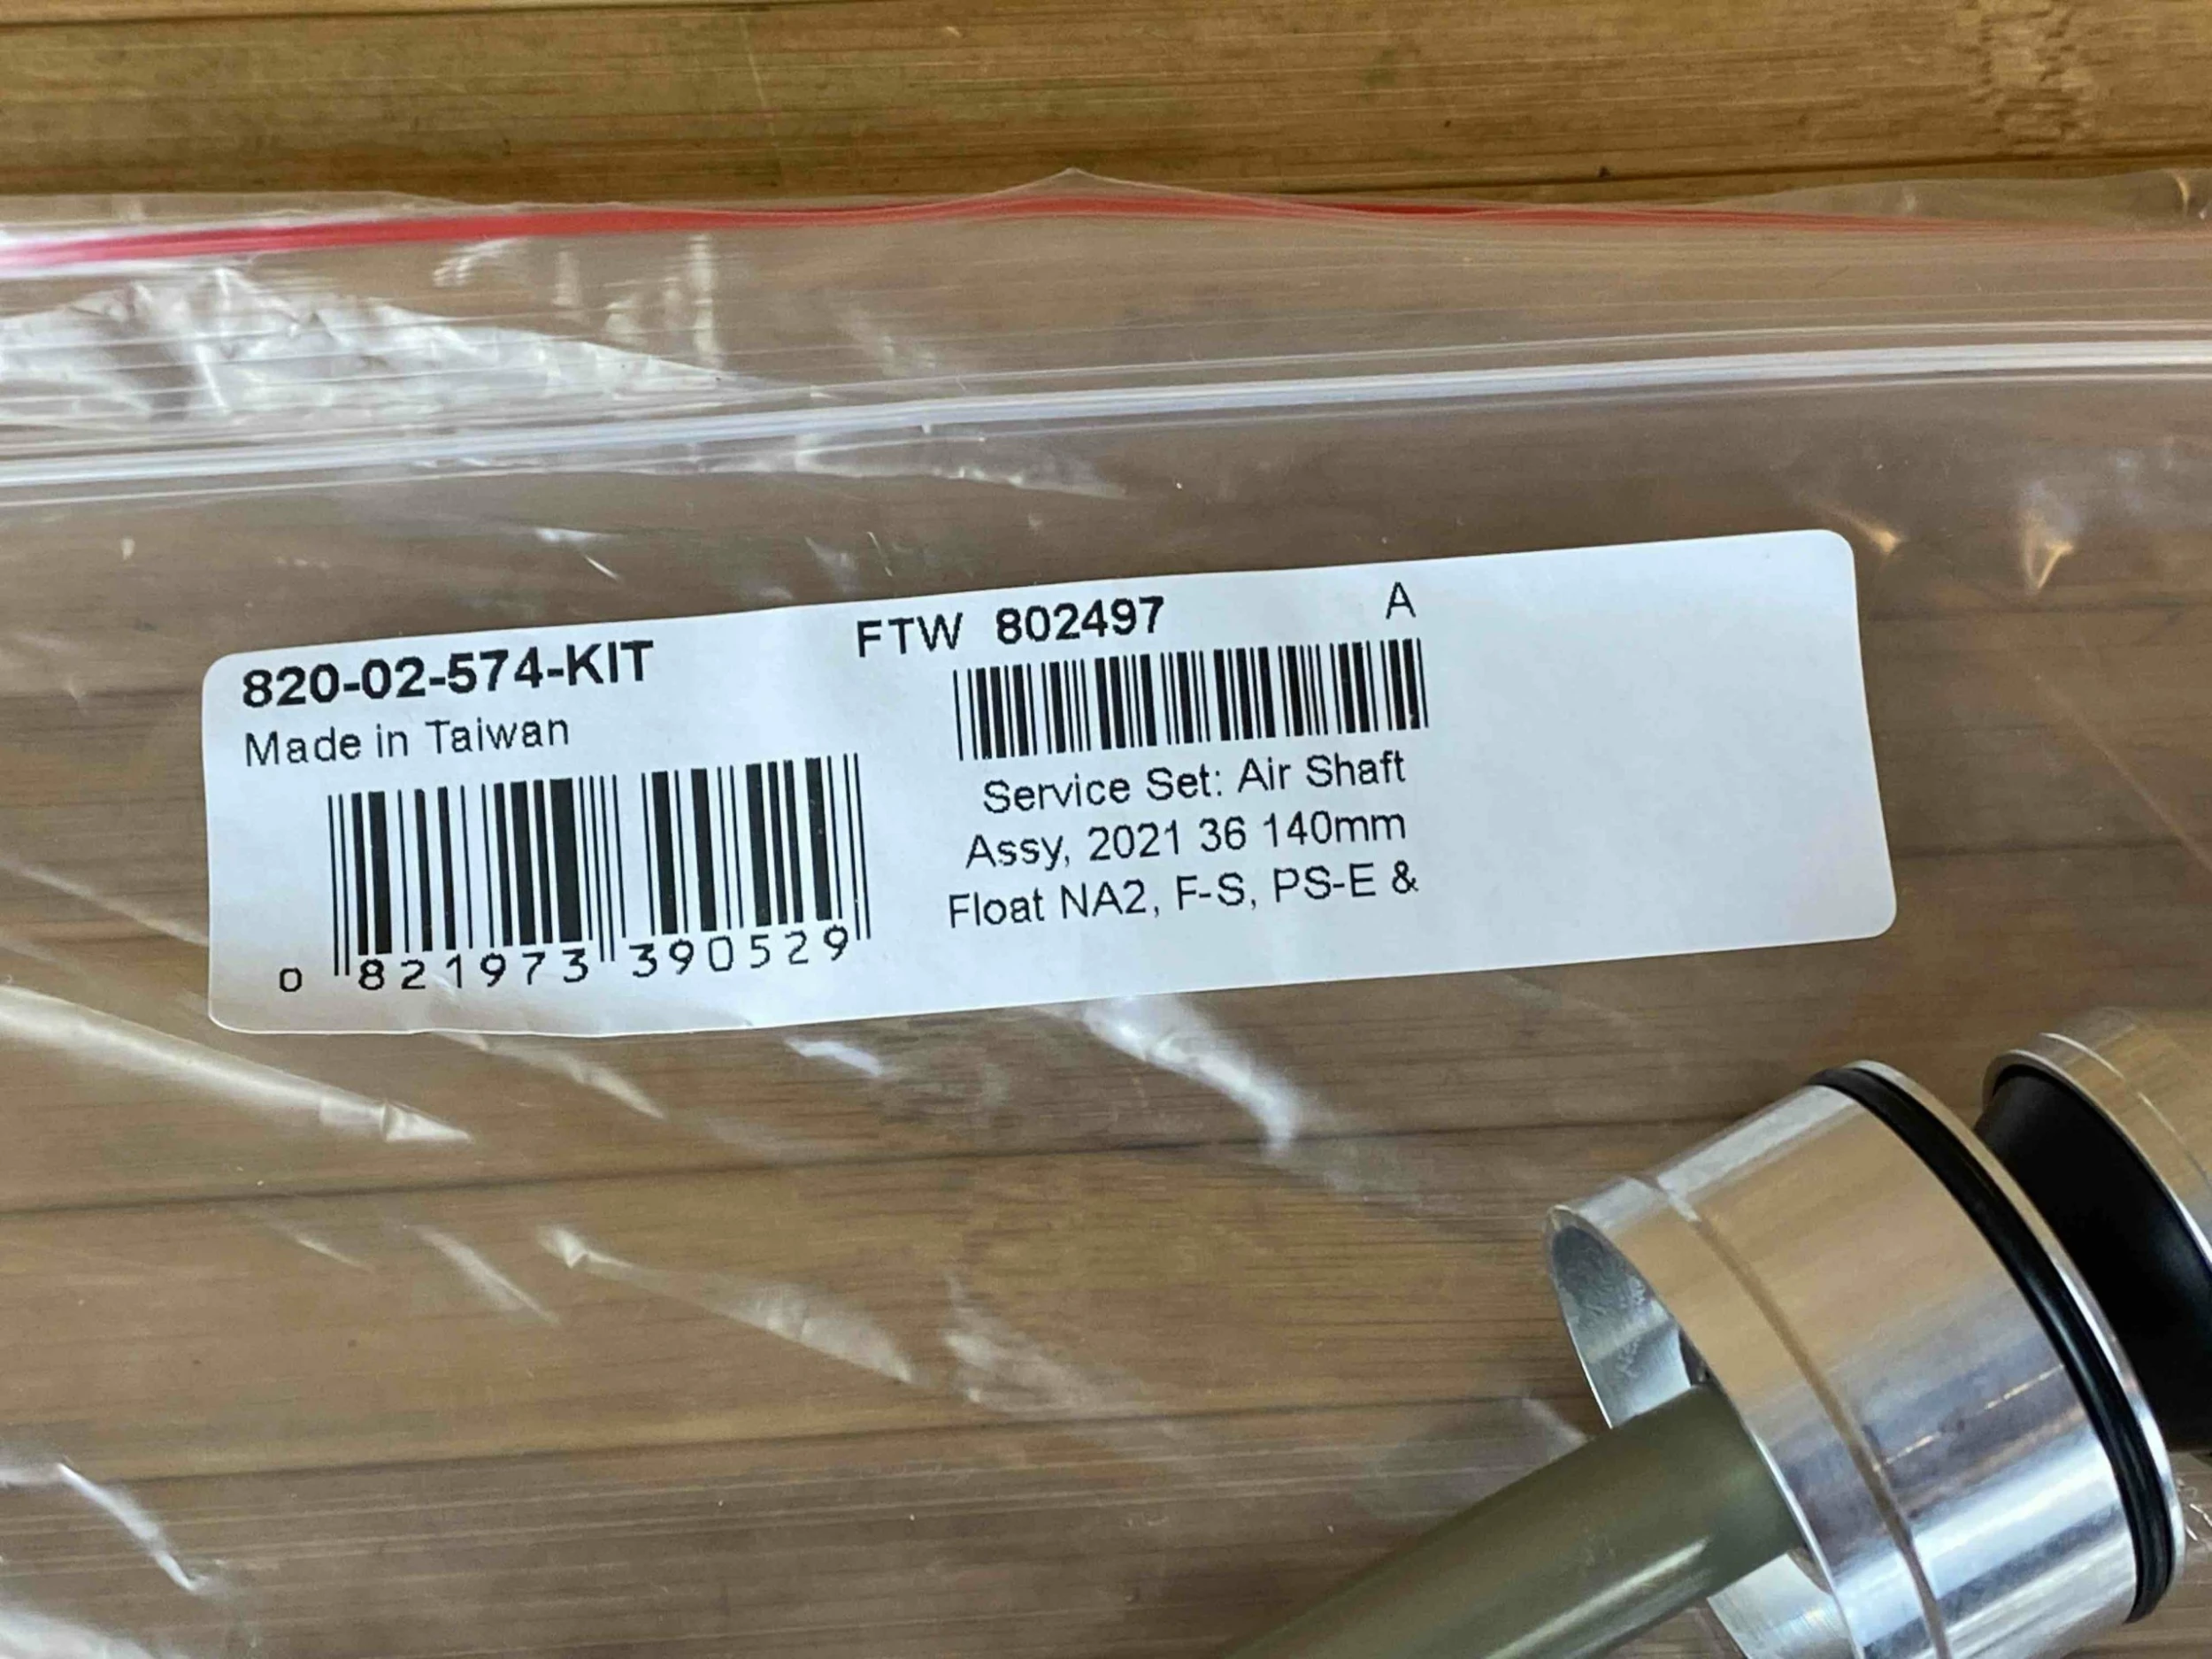 820-02-574-KIT
Made in Taiwan
0 821973 390529
FTW 802497 A
Service Set: Air Shaft
Assy, 2021 36 140mm
Float NA2, F-S, PS-E &